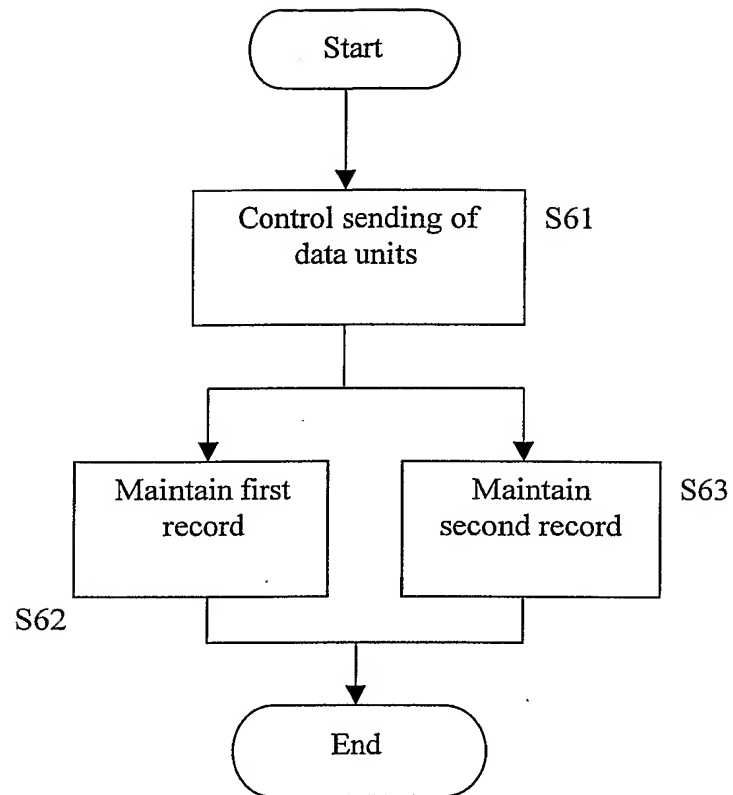 Start
Control sending of
data units
S61
Maintain first
record
Maintain
second record
S63
S62
End